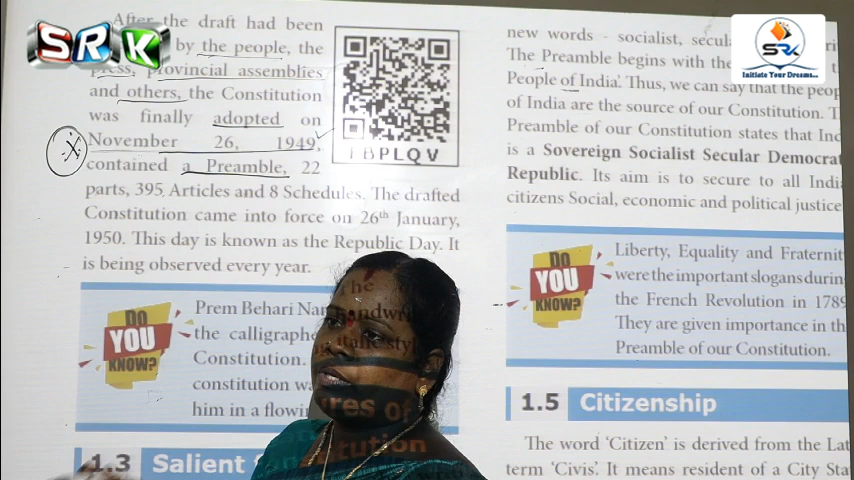 SRK
After the draft had been
by the people, the
press, provincial assemblies
and others, the Constitution
was finally adopted on
November 26, 1949,
contained a Preamble, 22
parts, 395 Articles and 8 Schedules. The drafted
Constitution came into force on 26th January,
1950. This day is known as the Republic Day. It
is being observed every year.
DO
YOU
KNOW?
Prem Behari
the
Constitution.
constitution
him in a
1.3 Salient
new words - socialist,
The Preamble begins with the
People of India'. Thus, we can say that the
of India are the source of our Constitution.
Preamble of our Constitution states that
is a Sovereign Socialist Secular
Republic. Its aim is to secure to all
citizens Social, economic and political justice
DO
YOU
KNOW?
Liberty, Equality and
were the important slogans
the French Revolution in 1789
They are given importance in
Preamble of our Constitution.
1.5 Citizenship
The word 'Citizen' is derived from the
term 'Civis'. It means resident of a City
SRK
Initiate Your Dreams...